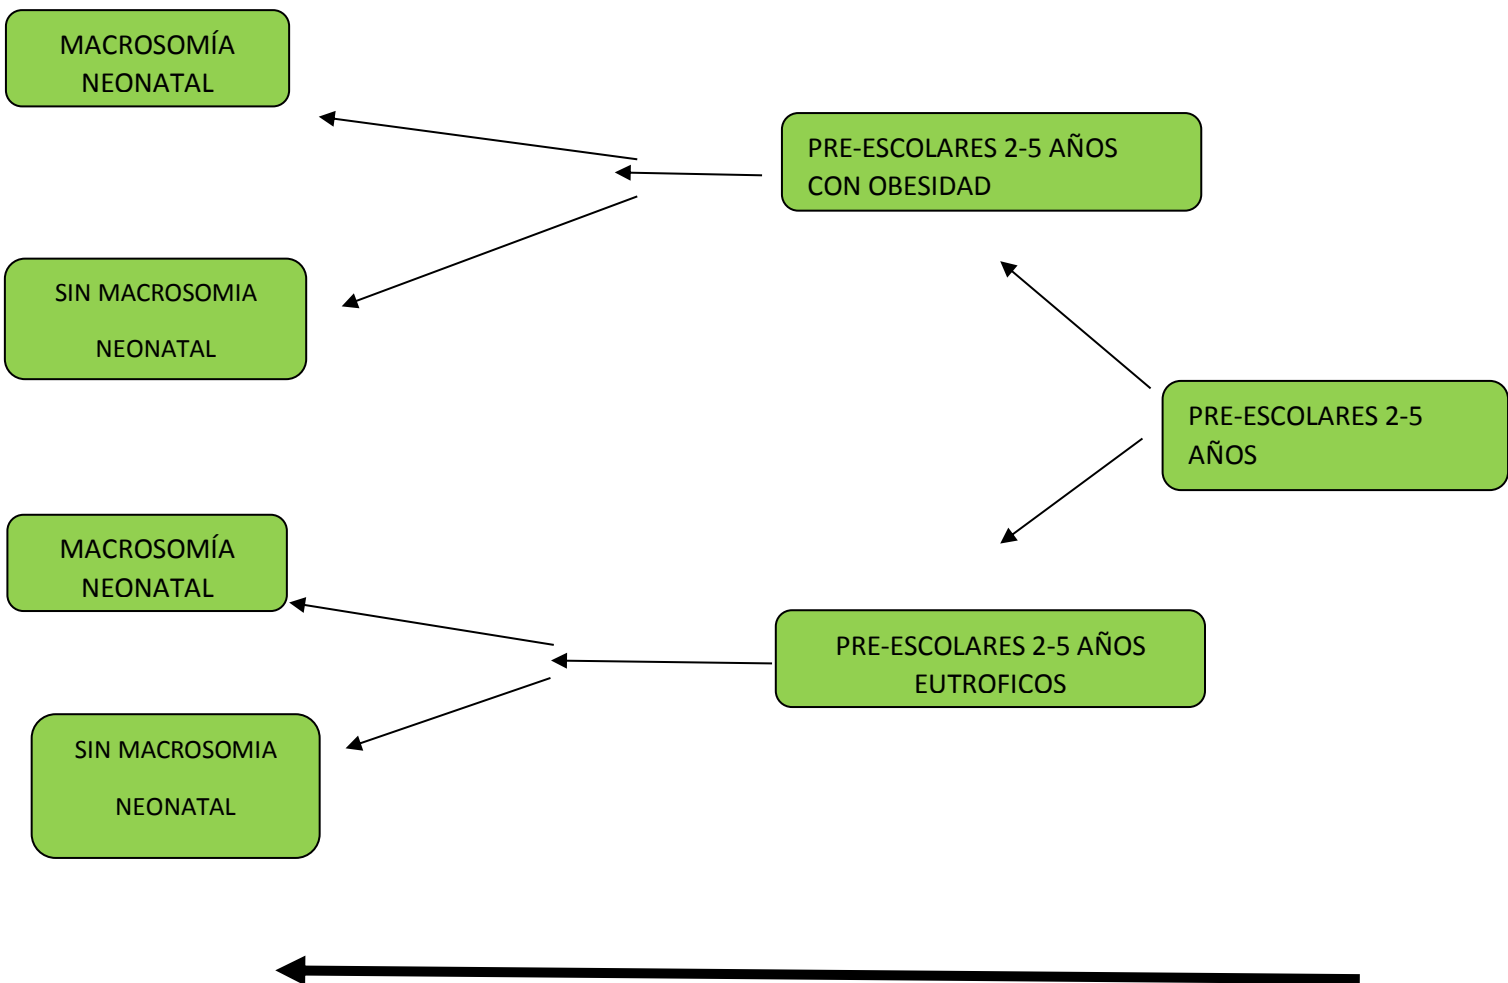 MACROSOMÍA
NEONATAL
PRE-ESCOLARES 2-5 AÑOS
CON OBESIDAD
SIN MACROSOMIA
NEONATAL
PRE-ESCOLARES 2-5
AÑOS
MACROSOMÍA
NEONATAL
PRE-ESCOLARES 2-5 AÑOS
EUTROFICOS
SIN MACROSOMIA
NEONATAL